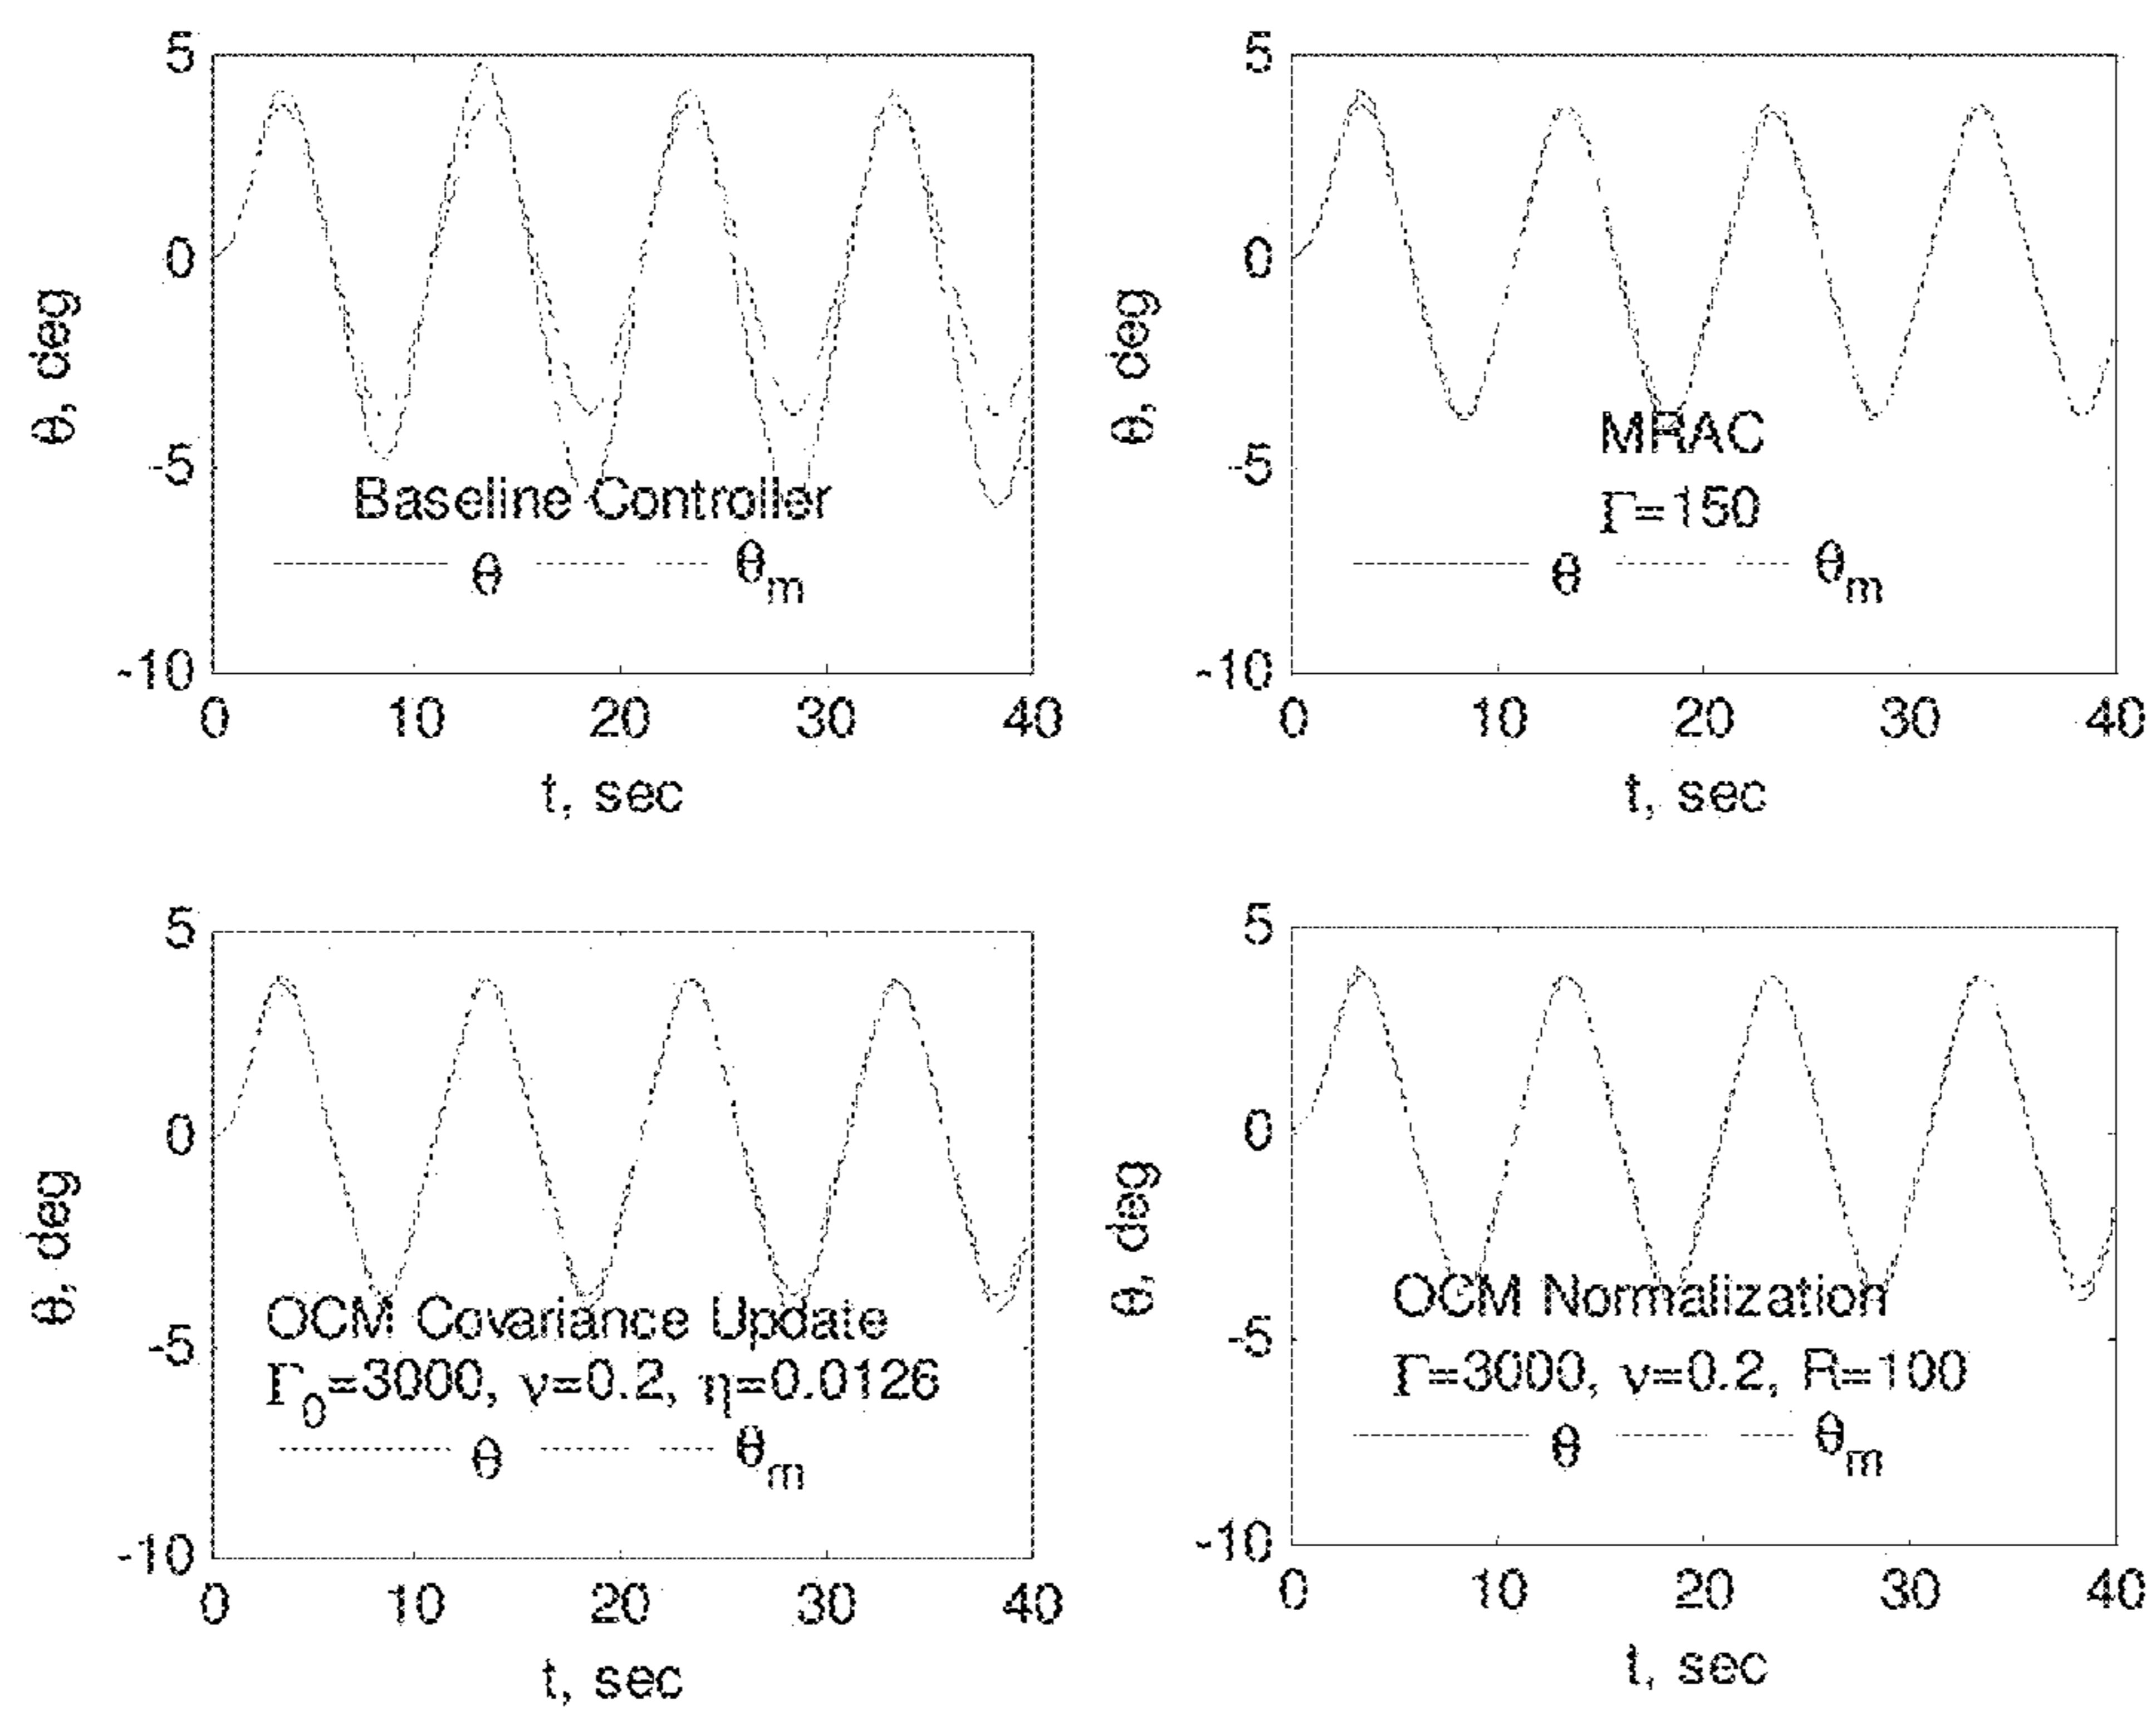 5
0
-5
-10
θ, deg
Baseline Controller
θ θm
0 10 20 30 40
t, sec
5
0
-5
-10
θ, deg
MRAC
Γ=150
θ θm
0 10 20 30 40
t, sec
5
0
-5
-10
θ, deg
OCM Covariance Update
Γ0=3000, ν=0.2, η=0.0126
θ θm
0 10 20 30 40
t, sec
5
0
-5
-10
θ, deg
OCM Normalization
Γ=3000, ν=0.2, R=100
θ θm
0 10 20 30 40
t, sec